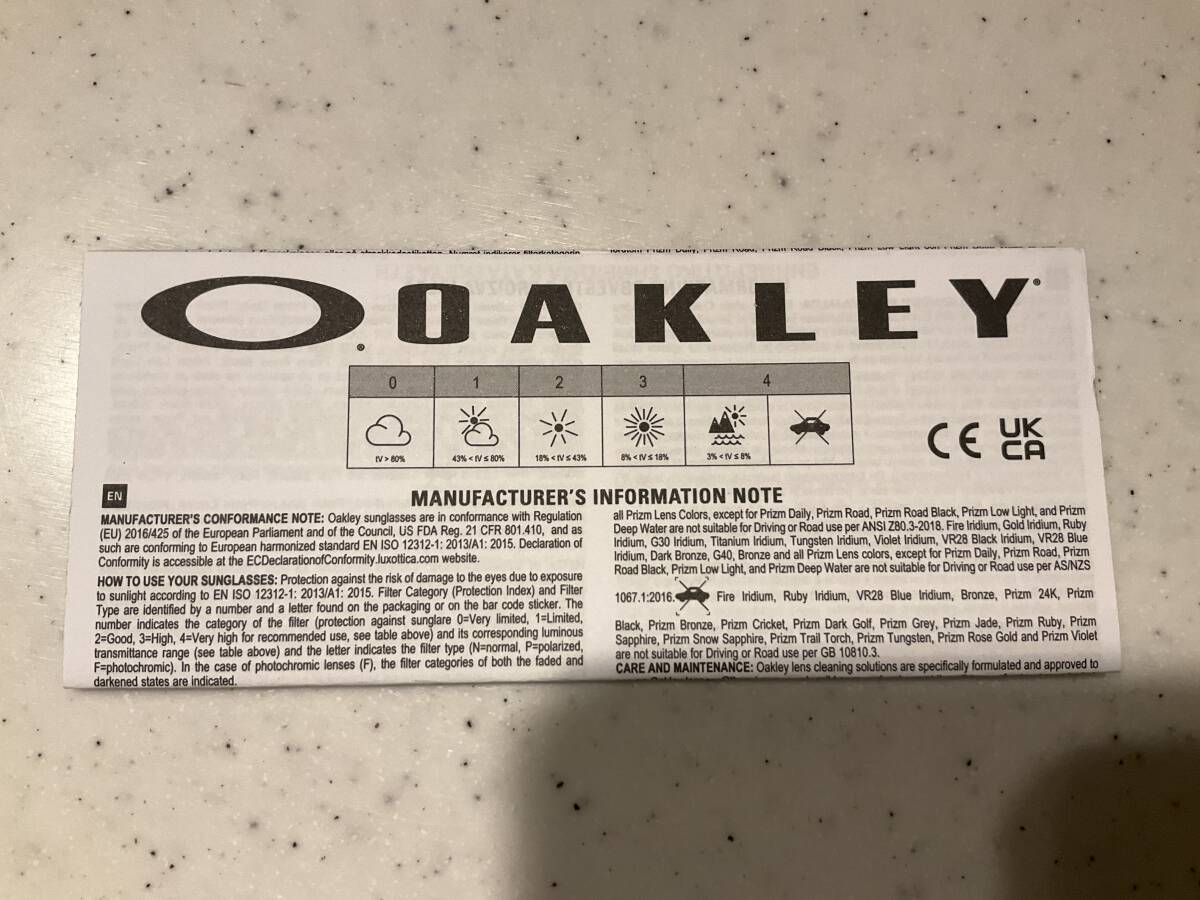 OAKLEY®
®
0 1 2 3 4
tV > 80% 43% < tV ≤ 80% 18% < tV ≤ 43% 8% < tV ≤ 18% 3% < tV ≤ 8%
CE UK
CA
EN
MANUFACTURER'S INFORMATION NOTE
MANUFACTURER'S CONFORMANCE NOTE: Oakley sunglasses are in conformance with Regulation
(EU) 2016/425 of the European Parliament and of the Council, US FDA Reg. 21 CFR 801.410, and as
such are conforming to European harmonized standard EN ISO 12312-1: 2013/A1: 2015. Declaration of
Conformity is accessible at the ECDeclarationofConformity.luxottica.com website.
HOW TO USE YOUR SUNGLASSES: Protection against the risk of damage to the eyes due to exposure
to sunlight according to EN ISO 12312-1: 2013/A1: 2015. Filter Category (Protection Index) and Filter
Type are identified by a number and a letter found on the packaging or on the bar code sticker. The
number indicates the category of the filter (protection against sunglare 0=Very limited, 1=Limited,
2=Good, 3=High, 4=Very high for recommended use, see table above) and its corresponding luminous
transmittance range (see table above) and the letter indicates the filter type (N=normal, P=polarized,
F=photochromic). In the case of photochromic lenses (F), the filter categories of both the faded and
darkened states are indicated.
all Prizm Lens Colors, except for Prizm Daily, Prizm Road, Prizm Road Black, Prizm Low Light, and Prizm
Deep Water are not suitable for Driving or Road use per ANSI Z80.3-2018. Fire Iridium, Gold Iridium, Ruby
Iridium, G30 Iridium, Titanium Iridium, Tungsten Iridium, Violet Iridium, VR28 Black Iridium, VR28 Blue
Iridium, Dark Bronze, G40, Bronze and all Prizm Lens colors, except for Prizm Daily, Prizm Road, Prizm
Road Black, Prizm Low Light, and Prizm Deep Water are not suitable for Driving or Road use per AS/NZS
1067.1:2016. Fire Iridium, Ruby Iridium, VR28 Blue Iridium, Bronze, Prizm 24K, Prizm
Black, Prizm Bronze, Prizm Cricket, Prizm Dark Golf, Prizm Grey, Prizm Jade, Prizm Ruby, Prizm
Sapphire, Prizm Snow Sapphire, Prizm Trail Torch, Prizm Tungsten, Prizm Rose Gold and Prizm Violet
are not suitable for Driving or Road use per GB 10810.3.
CARE AND MAINTENANCE: Oakley lens cleaning solutions are specifically formulated and approved to